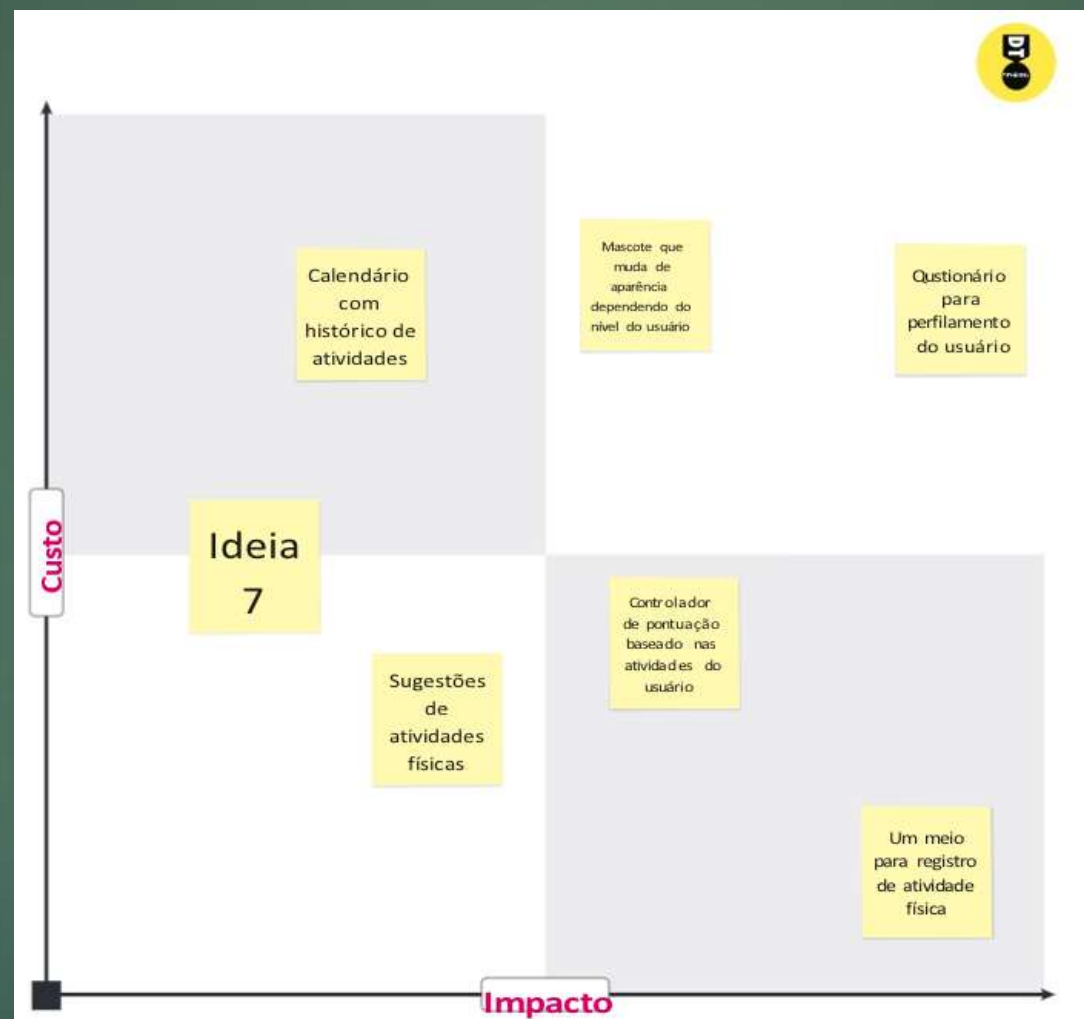 DT
Mascote que
muda de
aparência
dependendo do
nível do usuário
Qustionário
para
perfilamento
do usuário
Calendário
com
histórico de
atividades
Ideia
7
Custo
Controlador
de pontuação
baseado nas
atividades do
usuário
Sugestões
de
atividades
físicas
Um meio
para registro
de atividade
física
Impacto